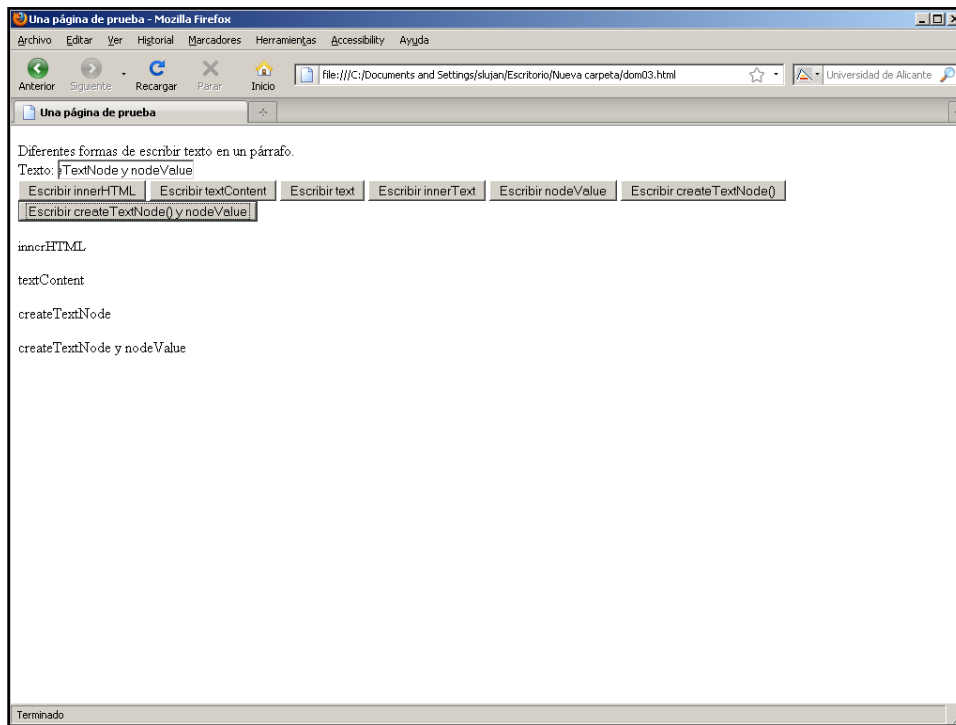 Una página de prueba - Mozilla Firefox
Archivo Editar Ver Historial Marcadores Herramientas Accessibility Ayuda
Anterior Siguiente Recargar Parar Inicio file:///C:/Documents and Settings/slujan/Escritorio/Nueva carpeta/dom03.html Universidad de Alicante
Una página de prueba
Diferentes formas de escribir texto en un párrafo.
Texto: eTextNode y nodeValue
Escribir innerHTML Escribir textContent Escribir text Escribir innerText Escribir nodeValue Escribir createTextNode()
Escribir createTextNode() y nodeValue
innerHTML
textContent
createTextNode
createTextNode y nodeValue
Terminado